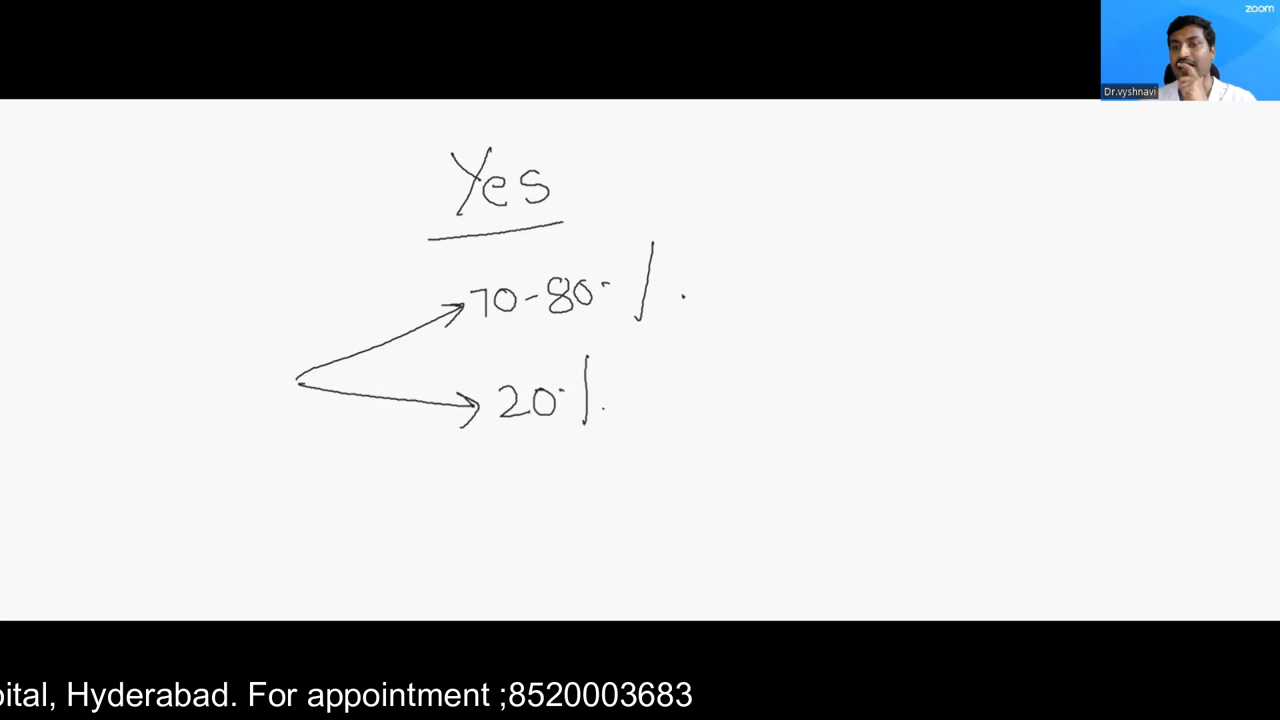 zoom
Dr.vyshnavi
Yes
70-80%
20%
pital, Hyderabad. For appointment ;8520003683